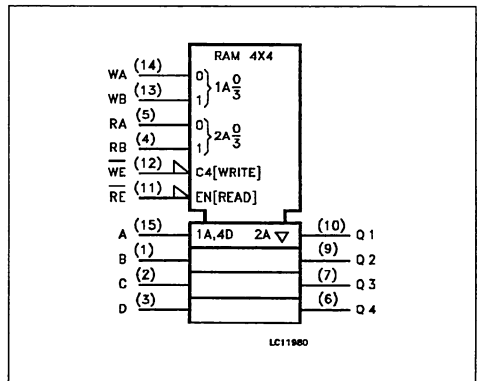 RAM 4X4
WA (14) 0 } 1A 0/3
WB (13) 1
RA (5) 0 } 2A 0/3
RB (4) 1
WE (12) C4[WRITE]
RE (11) EN[READ]
A (15) 1A,4D 2A ▽ (10) Q1
B (1) (9) Q2
C (2) (7) Q3
D (3) (6) Q4
LC11980